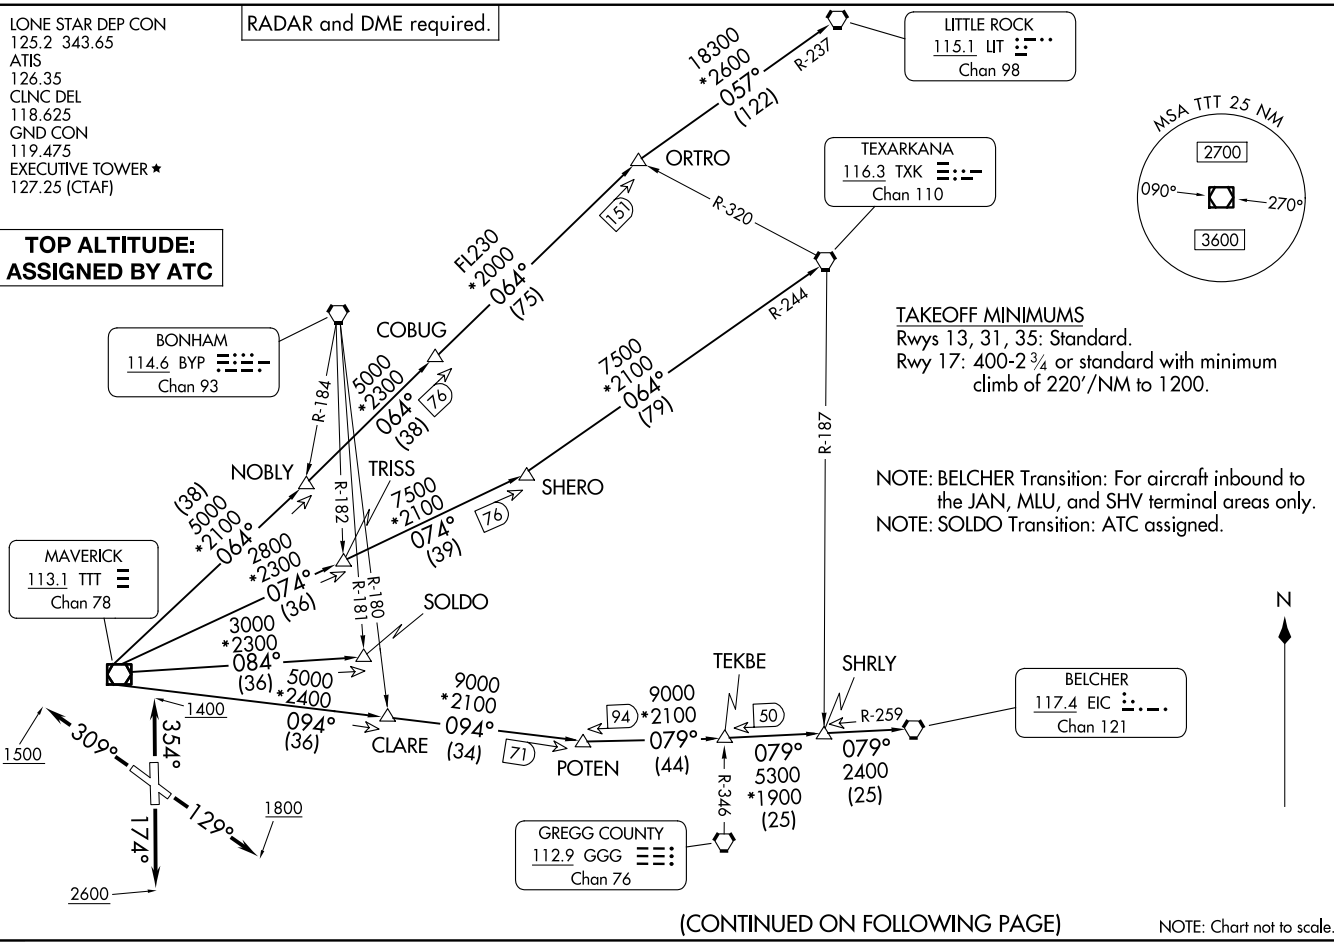 LONE STAR DEP CON
125.2 343.65
ATIS
126.35
CLNC DEL
118.625
GND CON
119.475
EXECUTIVE TOWER ★
127.25 (CTAF)
RADAR and DME required.
TOP ALTITUDE:
ASSIGNED BY ATC
LITTLE ROCK
115.1 LIT
Chan 98
R-237
18300
*2600
057°
(122)
ORTRO
151
TEXARKANA
116.3 TXK
Chan 110
R-320
R-244
R-187
MSA TTT 25 NM
2700
090°
270°
3600
FL230
*2000
064°
(75)
COBUG
76
BONHAM
114.6 BYP
Chan 93
R-184
R-182
R-181
R-180
5000
*2300
064°
(38)
NOBLY
TRISS
7500
*2100
064°
(79)
SHERO
76
7500
*2100
074°
(39)
TAKEOFF MINIMUMS
Rwys 13, 31, 35: Standard.
Rwy 17: 400-2¾ or standard with minimum
climb of 220'/NM to 1200.
NOTE: BELCHER Transition: For aircraft inbound to
the JAN, MLU, and SHV terminal areas only.
NOTE: SOLDO Transition: ATC assigned.
(38)
5000
*2100
064°
2800
*2300
074°
(36)
MAVERICK
113.1 TTT
Chan 78
SOLDO
3000
*2300
084°
(36)
5000
*2400
094°
(36)
CLARE
9000
*2100
094°
(34)
71
POTEN
94
9000
*2100
079°
(44)
TEKBE
50
079°
5300
*1900
(25)
SHRLY
R-259
079°
2400
(25)
BELCHER
117.4 EIC
Chan 121
R-346
GREGG COUNTY
112.9 GGG
Chan 76
N
1400
1500
309°
354°
129°
1800
174°
2600
(CONTINUED ON FOLLOWING PAGE)
NOTE: Chart not to scale.